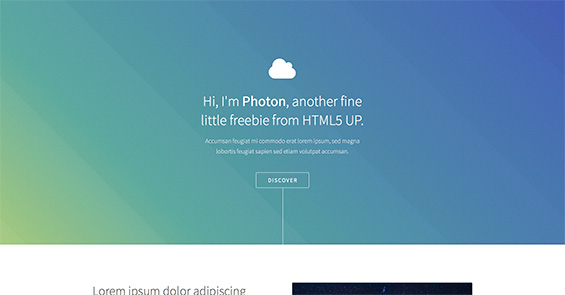 Hi, I'm Photon, another fine
little freebie from HTML5 UP.
Accumsan feugiat mi commodo erat lorem ipsum, sed magna
lobortis feugiat sapien sed etiam volutpat accumsan.
DISCOVER
Lorem ipsum dolor adipiscing